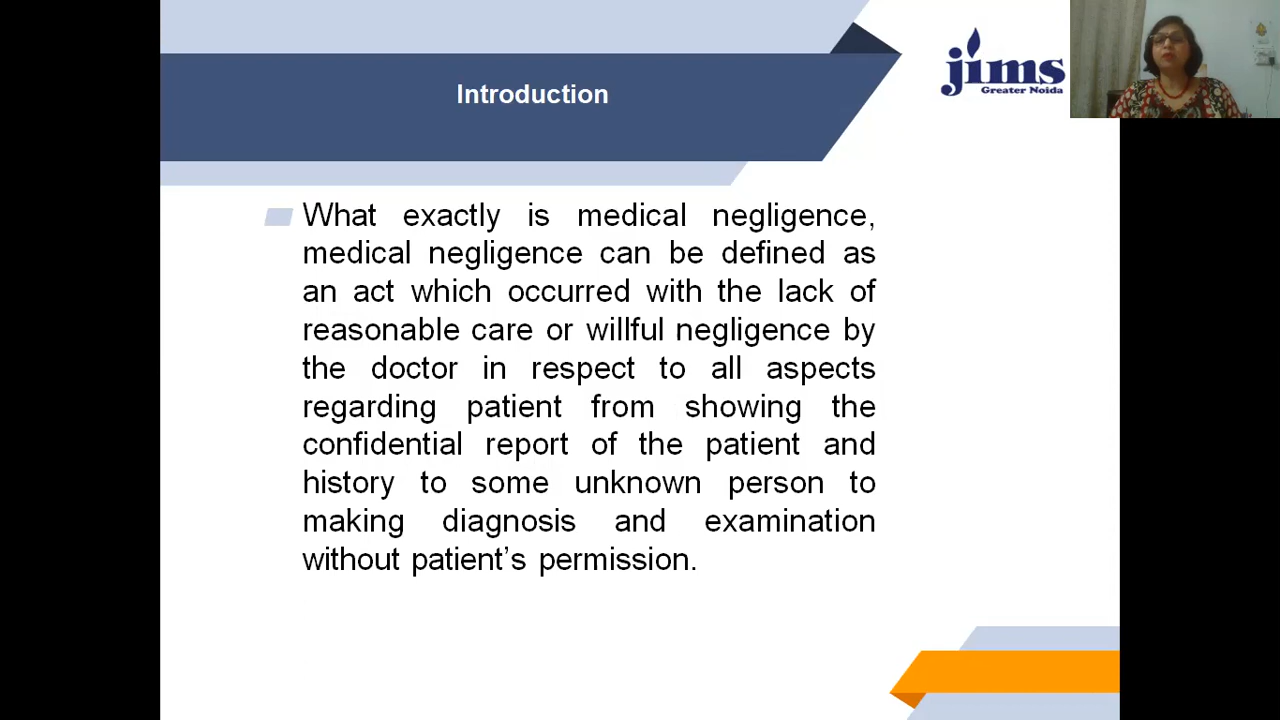 Introduction
jims
Greater Noida
What exactly is medical negligence,
medical negligence can be defined as
an act which occurred with the lack of
reasonable care or willful negligence by
the doctor in respect to all aspects
regarding patient from showing the
confidential report of the patient and
history to some unknown person to
making diagnosis and examination
without patient’s permission.